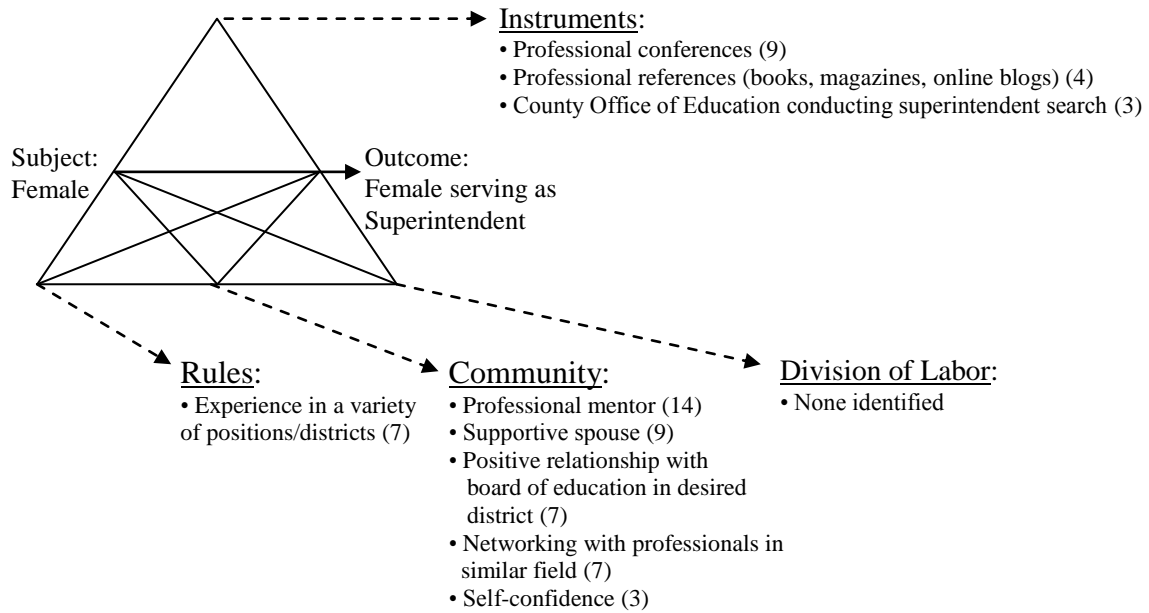 Instruments:
• Professional conferences (9)
• Professional references (books, magazines, online blogs) (4)
• County Office of Education conducting superintendent search (3)
Subject:
Female
Outcome:
Female serving as
Superintendent
Rules:
• Experience in a variety
of positions/districts (7)
Community:
• Professional mentor (14)
• Supportive spouse (9)
• Positive relationship with
board of education in desired
district (7)
• Networking with professionals in
similar field (7)
• Self-confidence (3)
Division of Labor:
• None identified